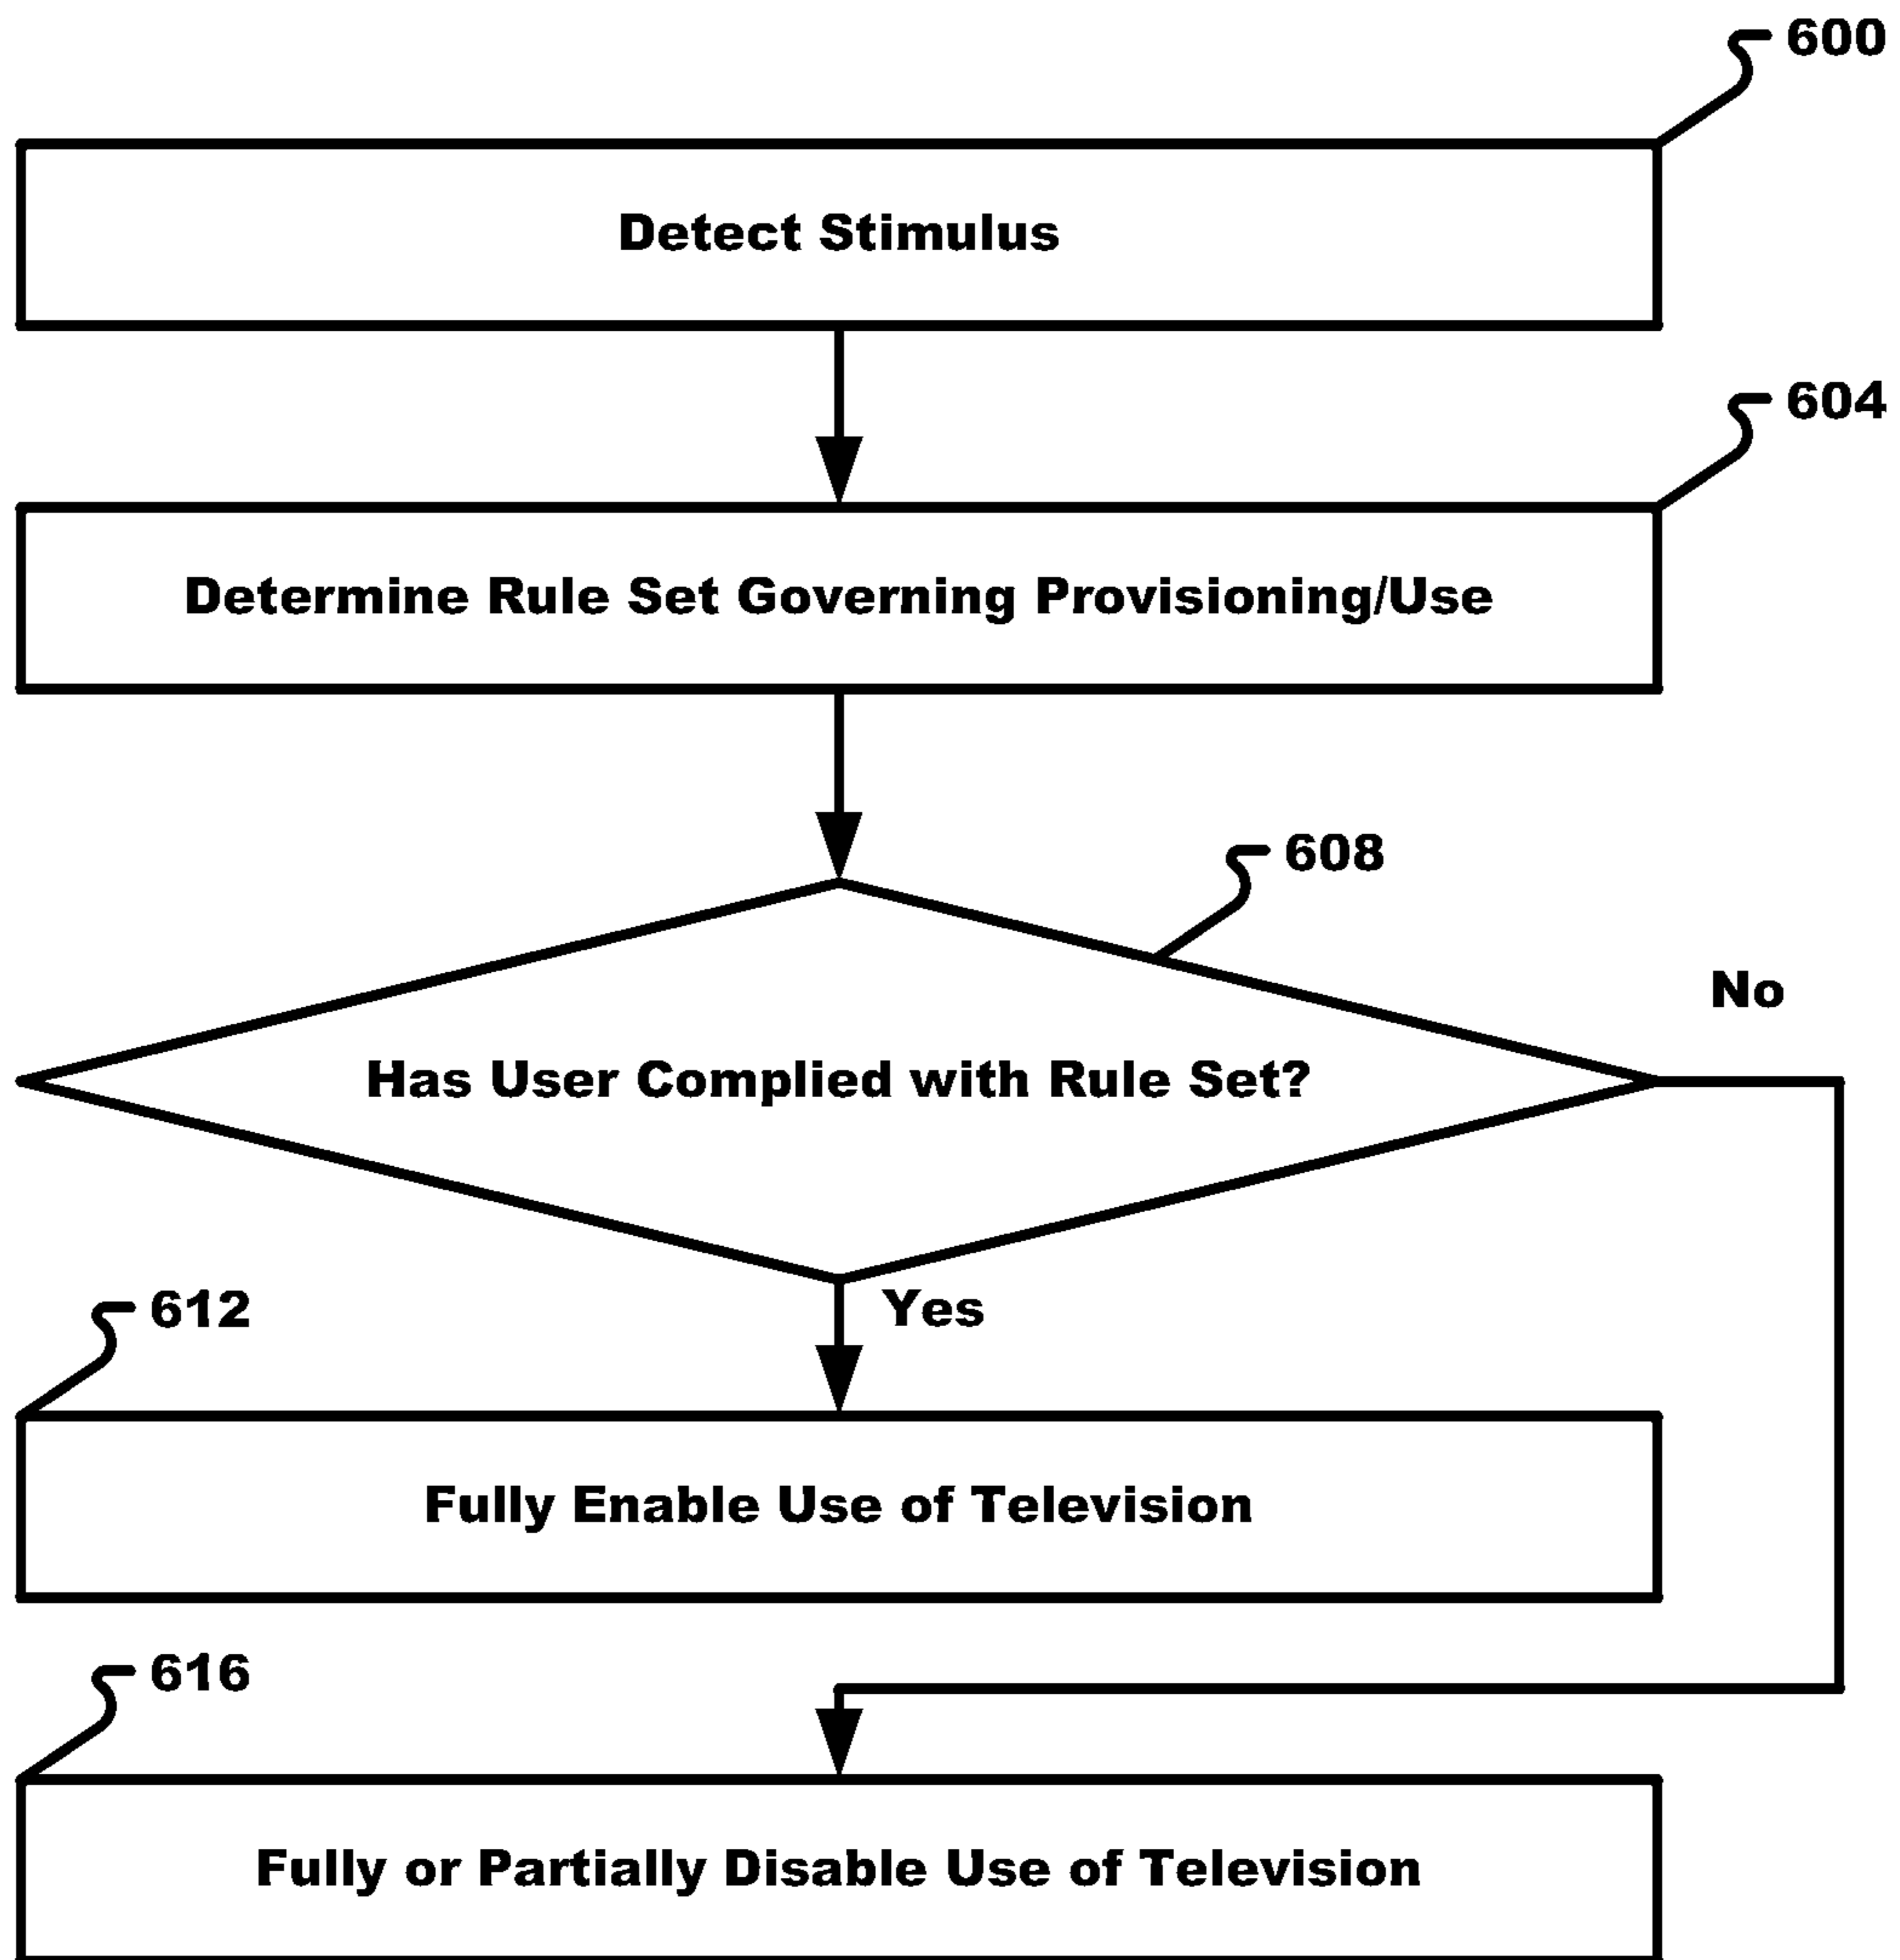 600
Detect Stimulus
604
Determine Rule Set Governing Provisioning/Use
608
No
Has User Complied with Rule Set?
612
Yes
Fully Enable Use of Television
616
Fully or Partially Disable Use of Television